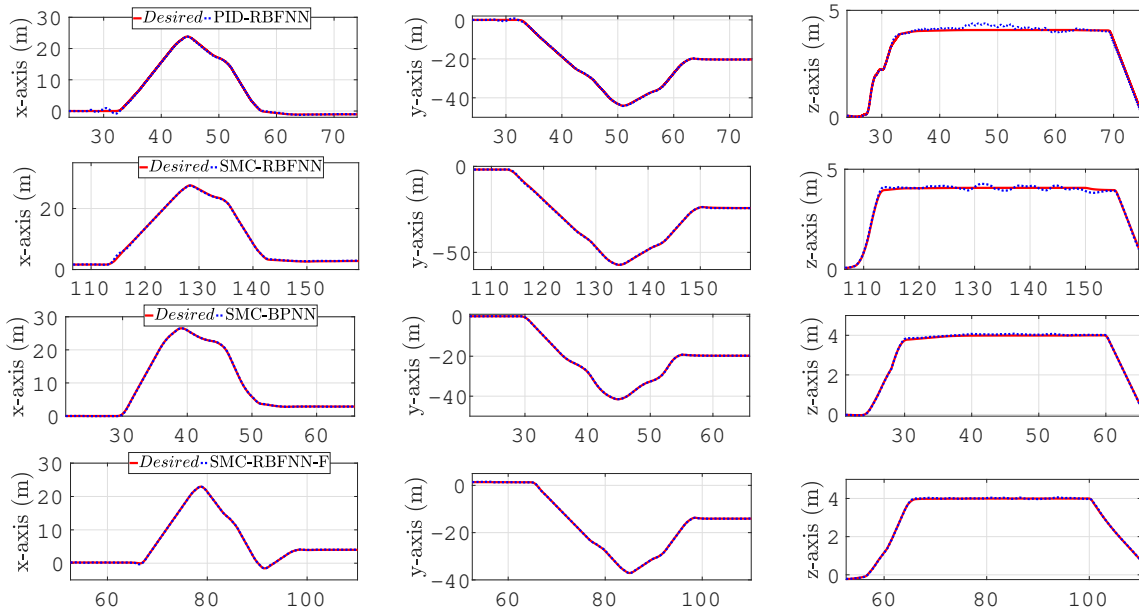 Desired PID-RBFNN
x-axis (m)
30
20
10
0
30 40 50 60 70
y-axis (m)
0
−20
−40
30 40 50 60 70
z-axis (m)
5
0
30 40 50 60 70
Desired SMC-RBFNN
x-axis (m)
20
0
110 120 130 140 150
y-axis (m)
0
−50
110 120 130 140 150
z-axis (m)
5
0
110 120 130 140 150
Desired SMC-BPNN
x-axis (m)
30
20
10
0
30 40 50 60
y-axis (m)
0
−20
−40
30 40 50 60
z-axis (m)
4
2
0
30 40 50 60
Desired SMC-RBFNN-F
x-axis (m)
30
20
10
0
60 80 100
y-axis (m)
0
−20
−40
60 80 100
z-axis (m)
4
2
0
60 80 100